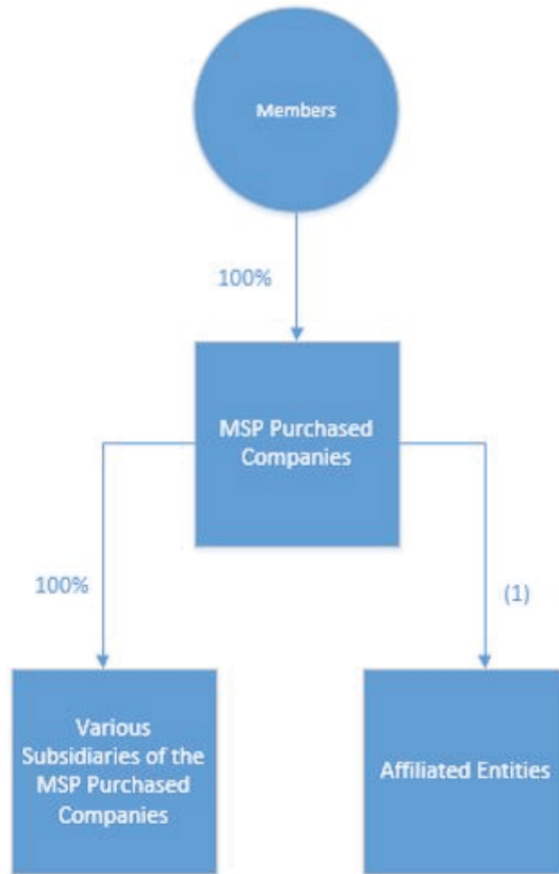 Members
100%
MSP Purchased
Companies
100%
(1)
Various
Subsidiaries of the
MSP Purchased
Companies
Affiliated Entities